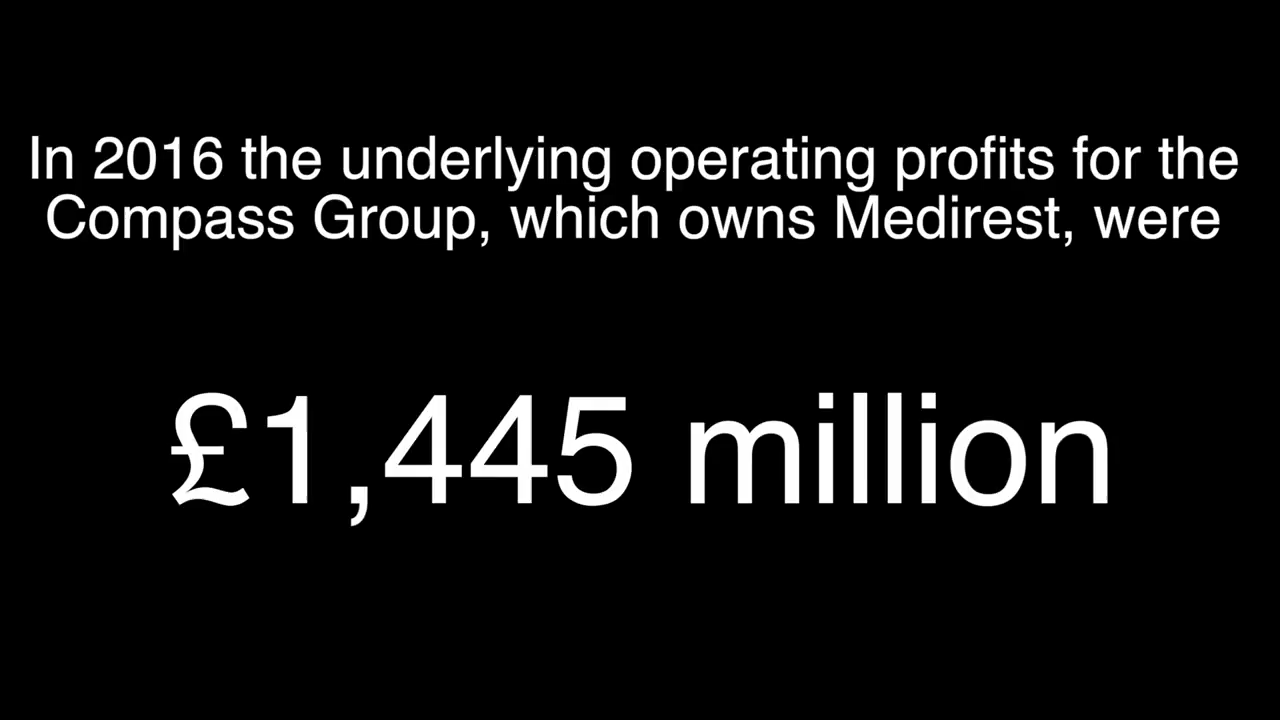 In 2016 the underlying operating profits for the
Compass Group, which owns Medirest, were
£1,445 million